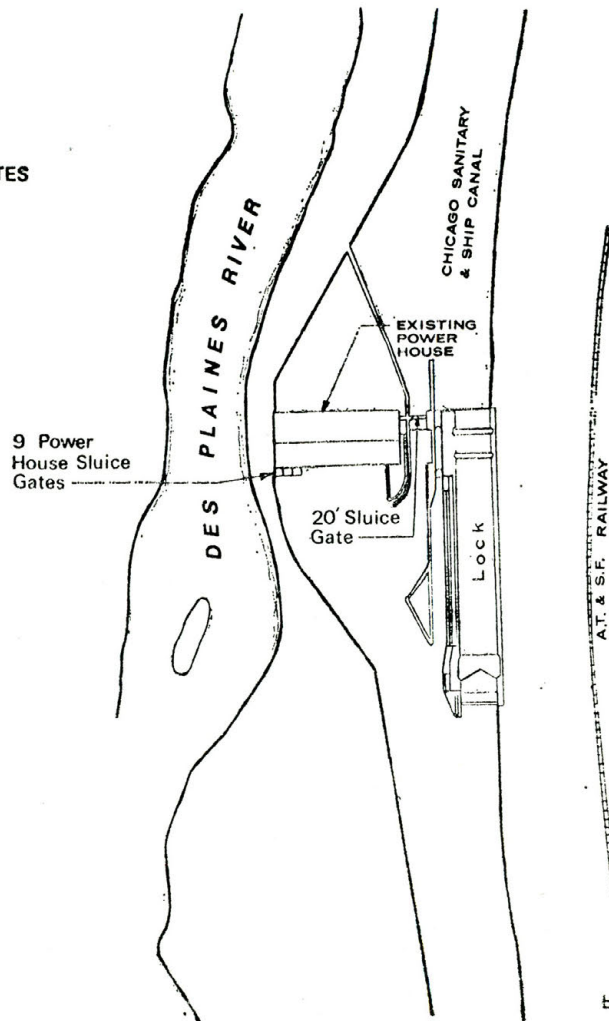 TES
CHICAGO SANITARY
& SHIP CANAL
DES PLAINES RIVER
EXISTING
POWER
HOUSE
9 Power
House Sluice
Gates
20' Sluice
Gate
Lock
A.T. & S.F. RAILWAY